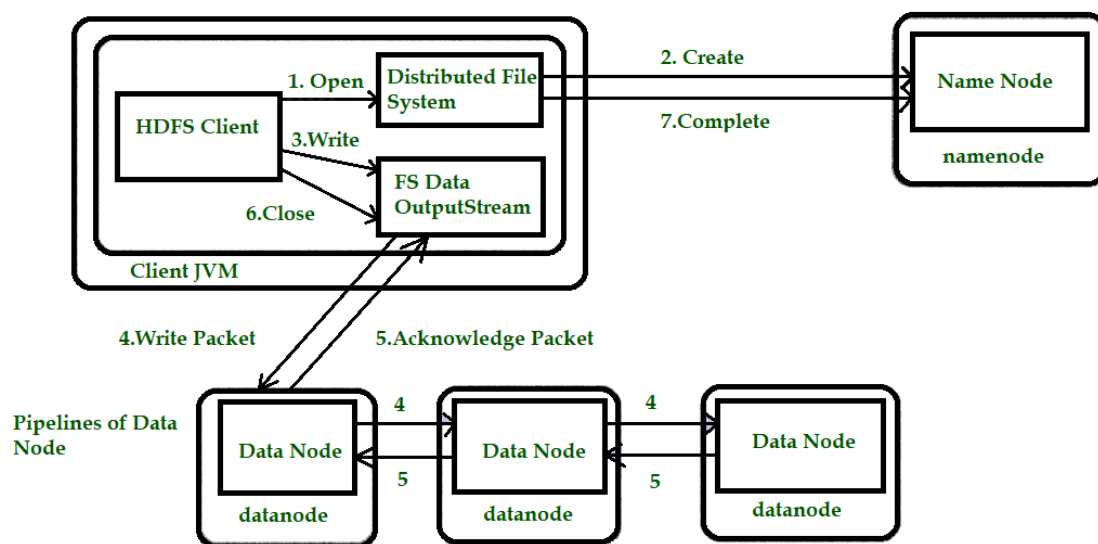 1. Open
Distributed File
System
2. Create
Name Node
HDFS Client
3.Write
7.Complete
namenode
FS Data
OutputStream
6.Close
Client JVM
4.Write Packet
5.Acknowledge Packet
Pipelines of Data
Node
4
4
Data Node
Data Node
Data Node
5
5
datanode
datanode
datanode